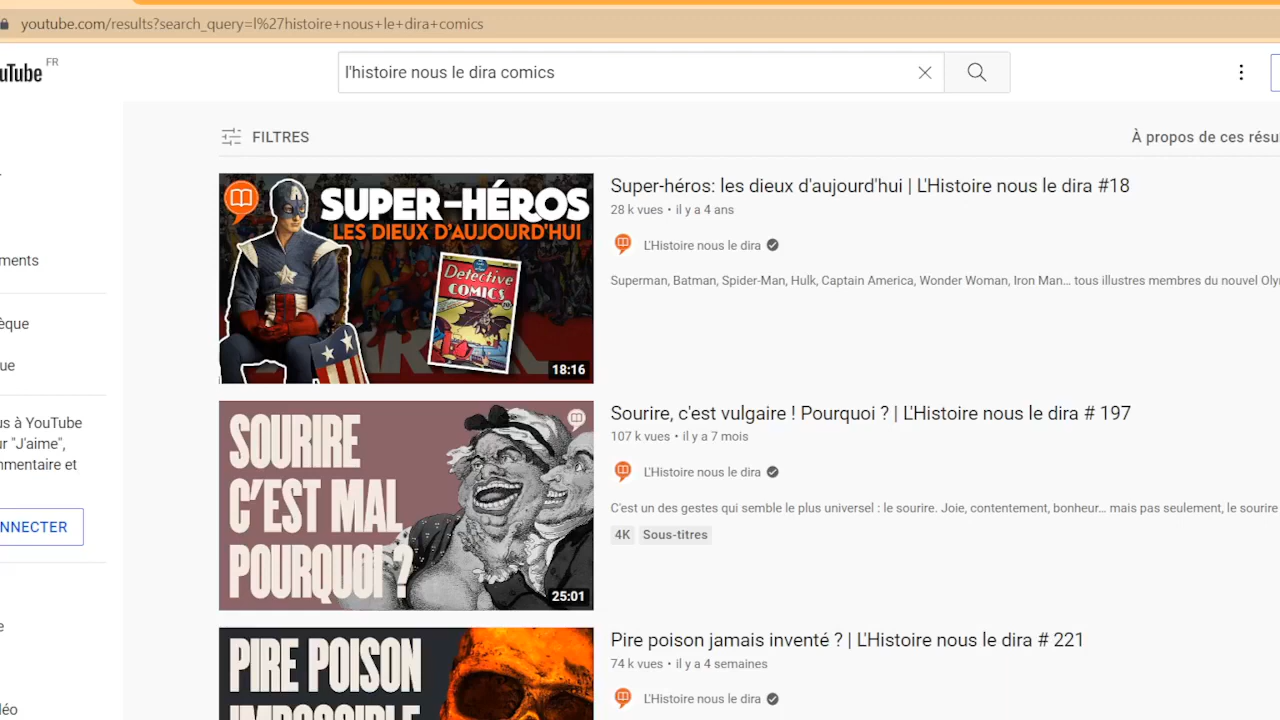 youtube.com/results?search_query=l%27histoire+nous+le+dira+comics
uTube FR
l'histoire nous le dira comics
FILTRES
À propos de ces résu
SUPER-HÉROS
LES DIEUX D'AUJOURD'HUI
Detective
COMICS
18:16
Super-héros: les dieux d'aujourd'hui | L'Histoire nous le dira #18
28 k vues • il y a 4 ans
L'Histoire nous le dira
Superman, Batman, Spider-Man, Hulk, Captain America, Wonder Woman, Iron Man... tous illustres membres du nouvel Oly
ments
èque
ue
us à YouTube
ur "J'aime",
mmentaire et
NNECTER
e
léo
SOURIRE
C'EST MAL
POURQUOI ?
25:01
Sourire, c'est vulgaire ! Pourquoi ? | L'Histoire nous le dira # 197
107 k vues • il y a 7 mois
L'Histoire nous le dira
C'est un des gestes qui semble le plus universel : le sourire. Joie, contentement, bonheur... mais pas seulement, le sourire
4K Sous-titres
PIRE POISON
IMPOSSIBLE
Pire poison jamais inventé ? | L'Histoire nous le dira # 221
74 k vues • il y a 4 semaines
L'Histoire nous le dira